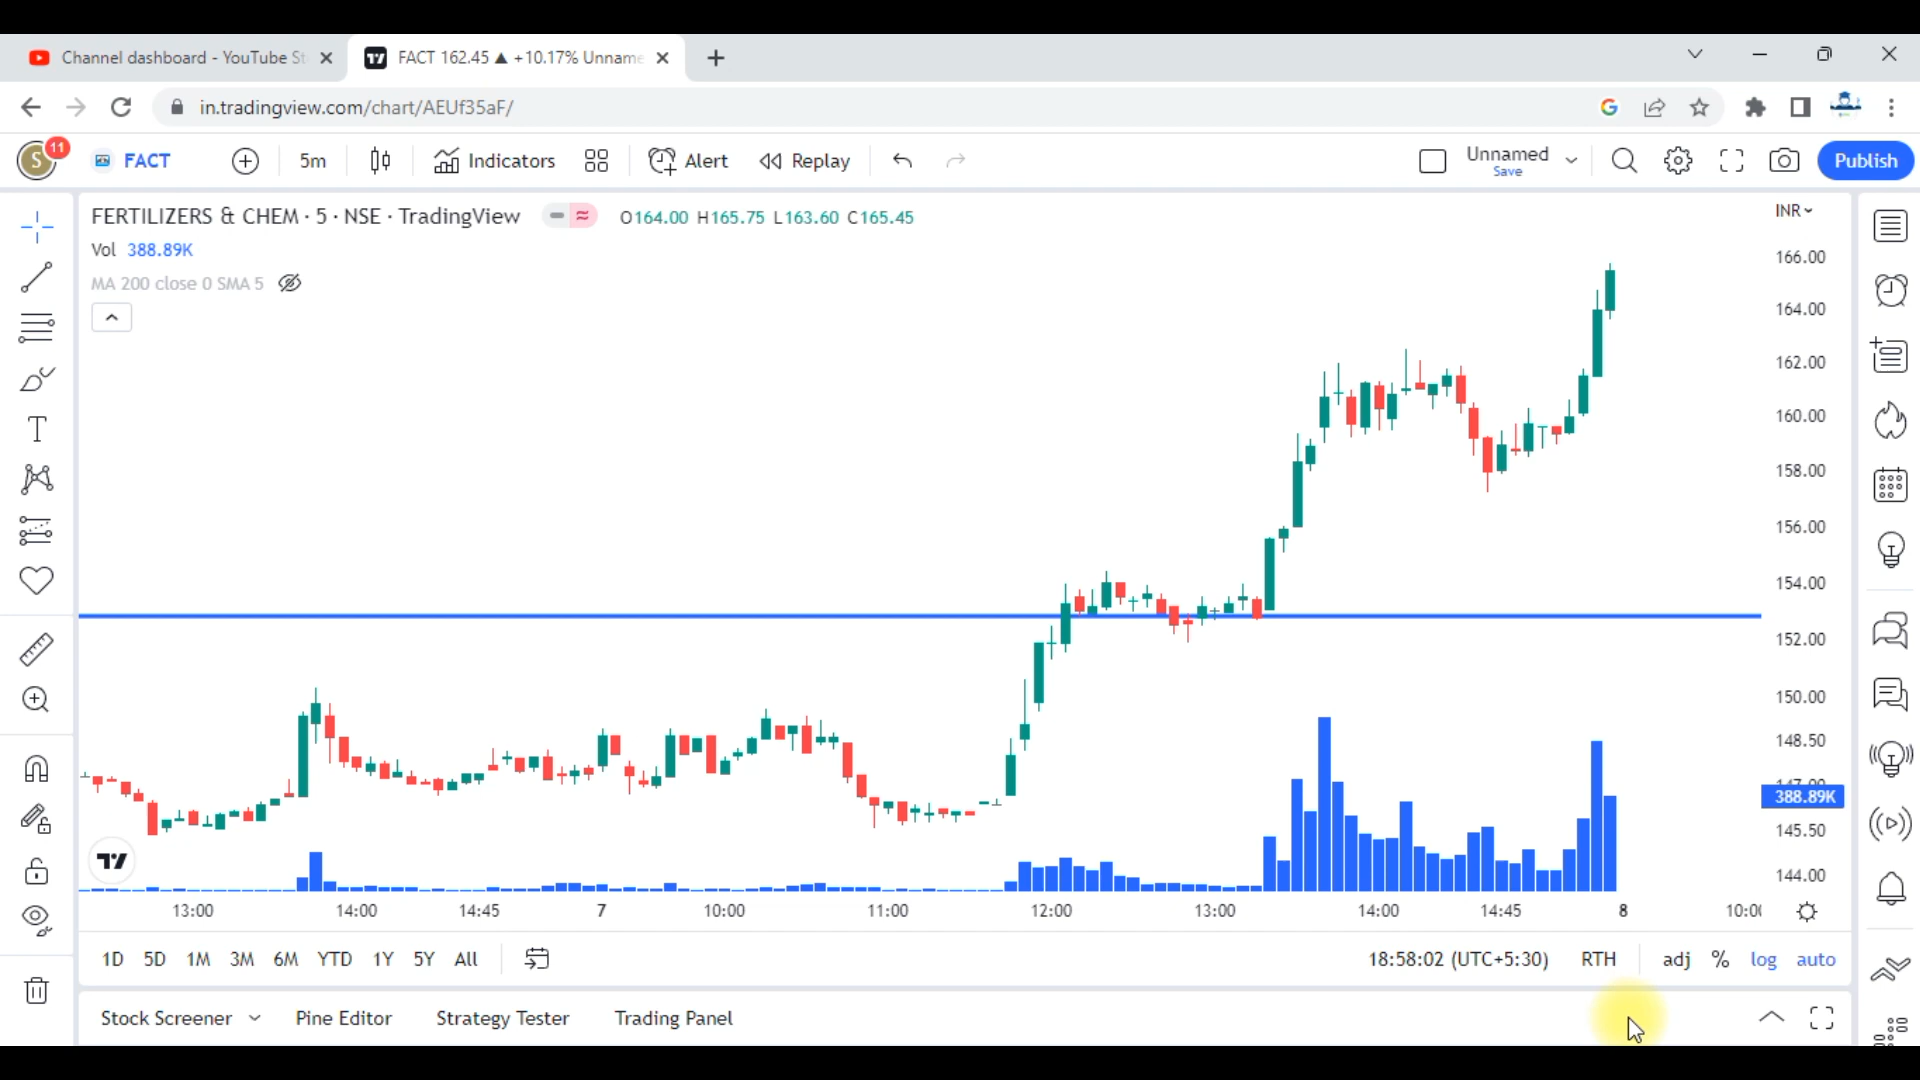 Channel dashboard - YouTube St
FACT 162.45 ▲ +10.17% Unname
in.tradingview.com/chart/AEUf35aF/
S
11
FACT
5m
Indicators
Alert
Replay
Unnamed
Save
Publish
FERTILIZERS & CHEM · 5 · NSE · TradingView
O164.00 H165.75 L163.60 C165.45
INR
Vol 388.89K
MA 200 close 0 SMA 5
166.00
164.00
162.00
160.00
158.00
156.00
154.00
152.00
150.00
148.50
388.89K
145.50
144.00
13:00 14:00 14:45 7 10:00 11:00 12:00 13:00 14:00 14:45 8 10:00
1D 5D 1M 3M 6M YTD 1Y 5Y All
18:58:02 (UTC+5:30) RTH adj % log auto
Stock Screener Pine Editor Strategy Tester Trading Panel